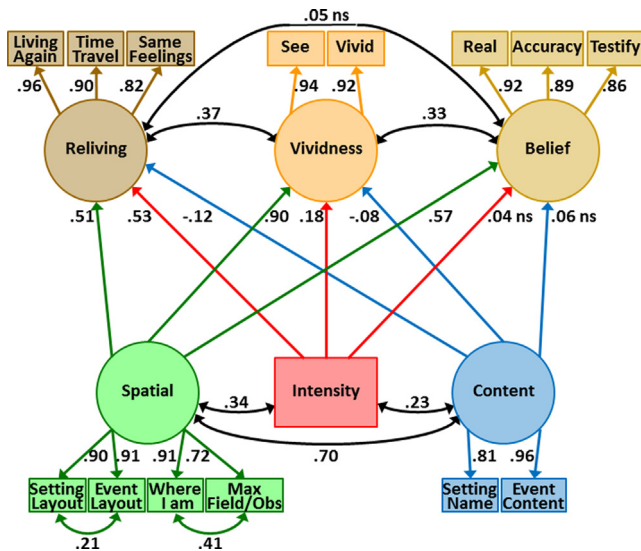 .05 ns
Living Again
Time Travel
Same Feelings
See
Vivid
Real
Accuracy
Testify
.96
.90
.82
.94
.92
.92
.89
.86
.37
.33
Reliving
Vividness
Belief
.51
.53
-.12
.90
.18
-.08
.57
.04 ns
.06 ns
Spatial
Intensity
Content
.34
.23
.70
.90
.91
.91
.72
.81
.96
Setting Layout
Event Layout
Where I am
Max Field/Obs
Setting Name
Event Content
.21
.41